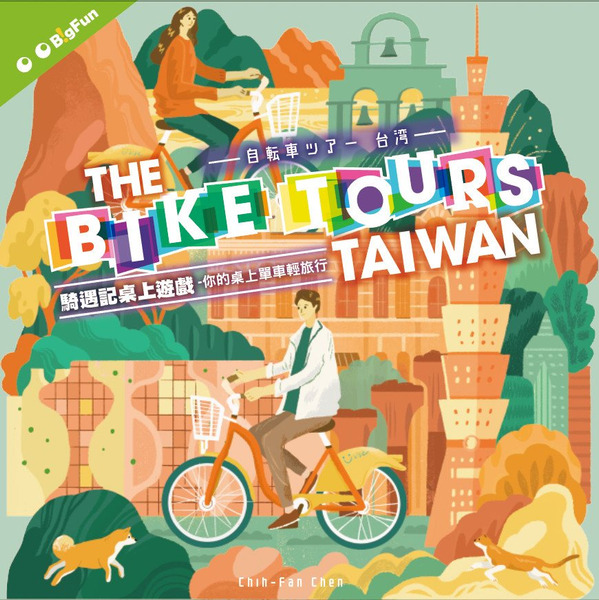 BigFun
自転車ツアー 台湾
THE
BIKE TOURS
TAIWAN
騎遇記桌上遊戲-你的桌上單車輕旅行
Chih-Fan Chen